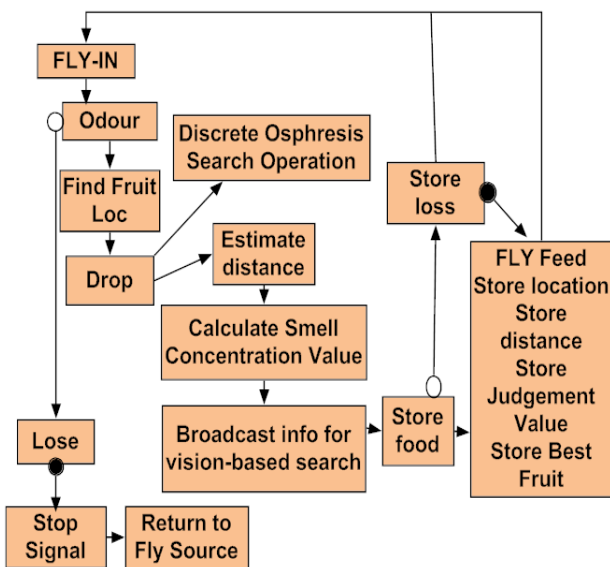 FLY-IN
Odour
Find Fruit
Loc
Drop
Discrete Osphresis
Search Operation
Estimate
distance
Calculate Smell
Concentration Value
Broadcast info for
vision-based search
Store
food
Store
loss
FLY Feed
Store location
Store
distance
Store
Judgement
Value
Store Best
Fruit
Lose
Stop
Signal
Return to
Fly Source